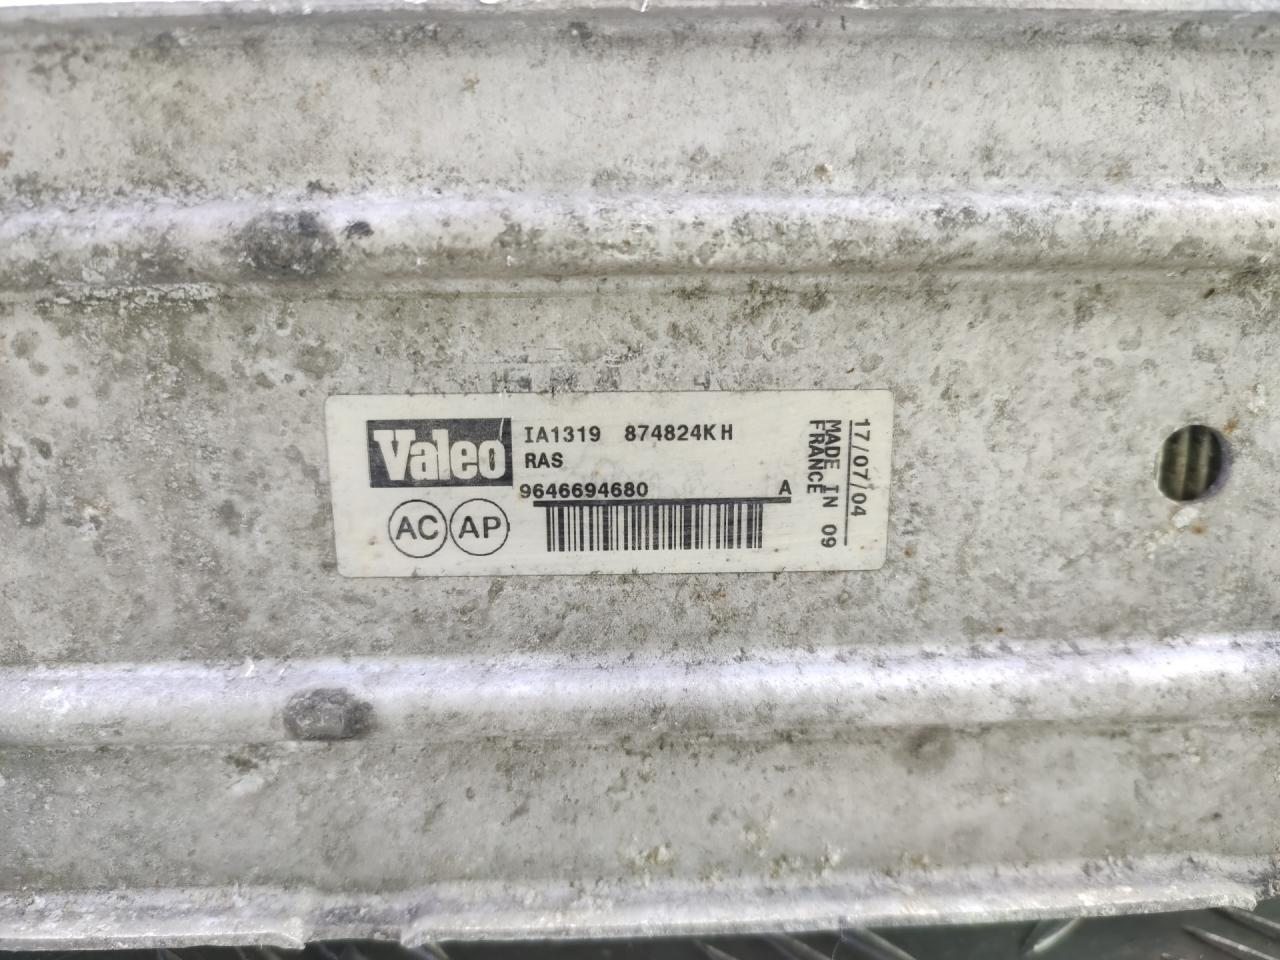 Valeo
IA1319 874824KH
RAS
9646694680 A
AC AP
17/07/04
MADE IN 09
FRANCE